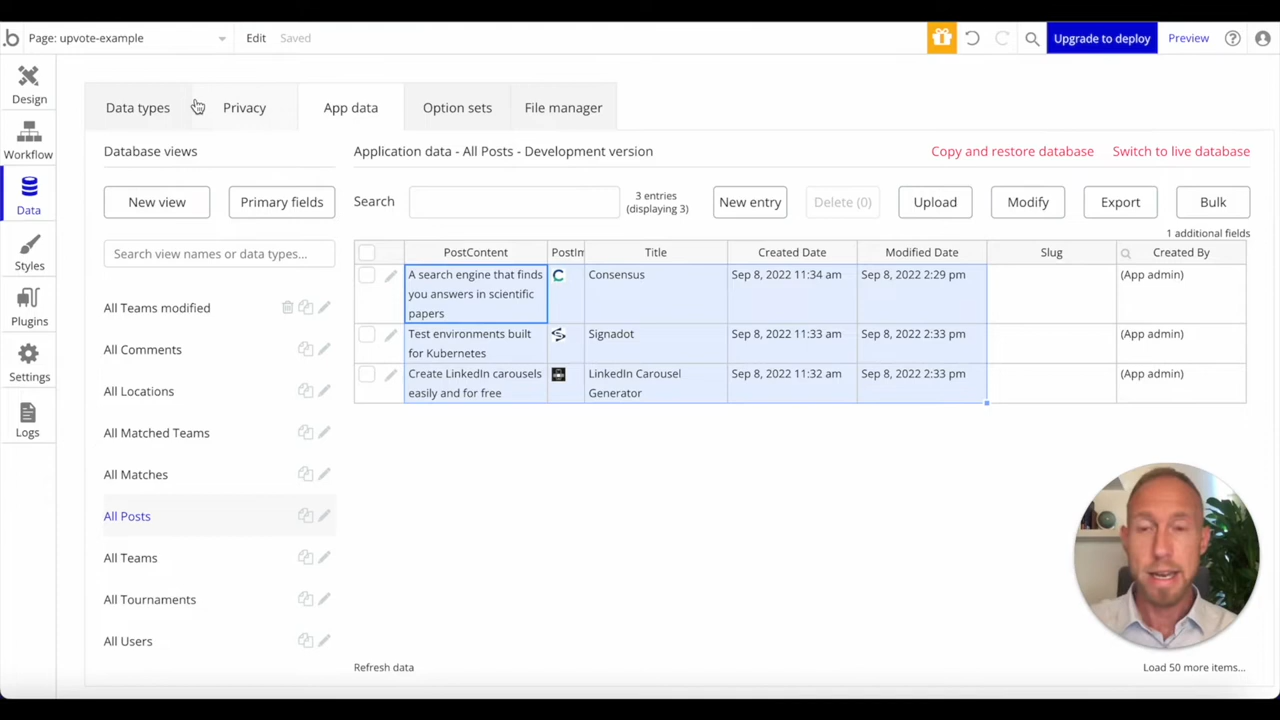 Page: upvote-example
Edit
Saved
Upgrade to deploy
Preview
Design
Workflow
Data
Styles
Plugins
Settings
Logs
Data types
Privacy
App data
Option sets
File manager
Database views
Application data - All Posts - Development version
Copy and restore database
Switch to live database
New view
Primary fields
Search
3 entries
(displaying 3)
New entry
Delete (0)
Upload
Modify
Export
Bulk
1 additional fields
Search view names or data types...
All Teams modified
All Comments
All Locations
All Matched Teams
All Matches
All Posts
All Teams
All Tournaments
All Users
PostContent
PostIm
Title
Created Date
Modified Date
Slug
Created By
A search engine that finds
you answers in scientific
papers
Consensus
Sep 8, 2022 11:34 am
Sep 8, 2022 2:29 pm
(App admin)
Test environments built
for Kubernetes
Signadot
Sep 8, 2022 11:33 am
Sep 8, 2022 2:33 pm
(App admin)
Create LinkedIn carousels
easily and for free
LinkedIn Carousel
Generator
Sep 8, 2022 11:32 am
Sep 8, 2022 2:33 pm
(App admin)
Refresh data
Load 50 more items...